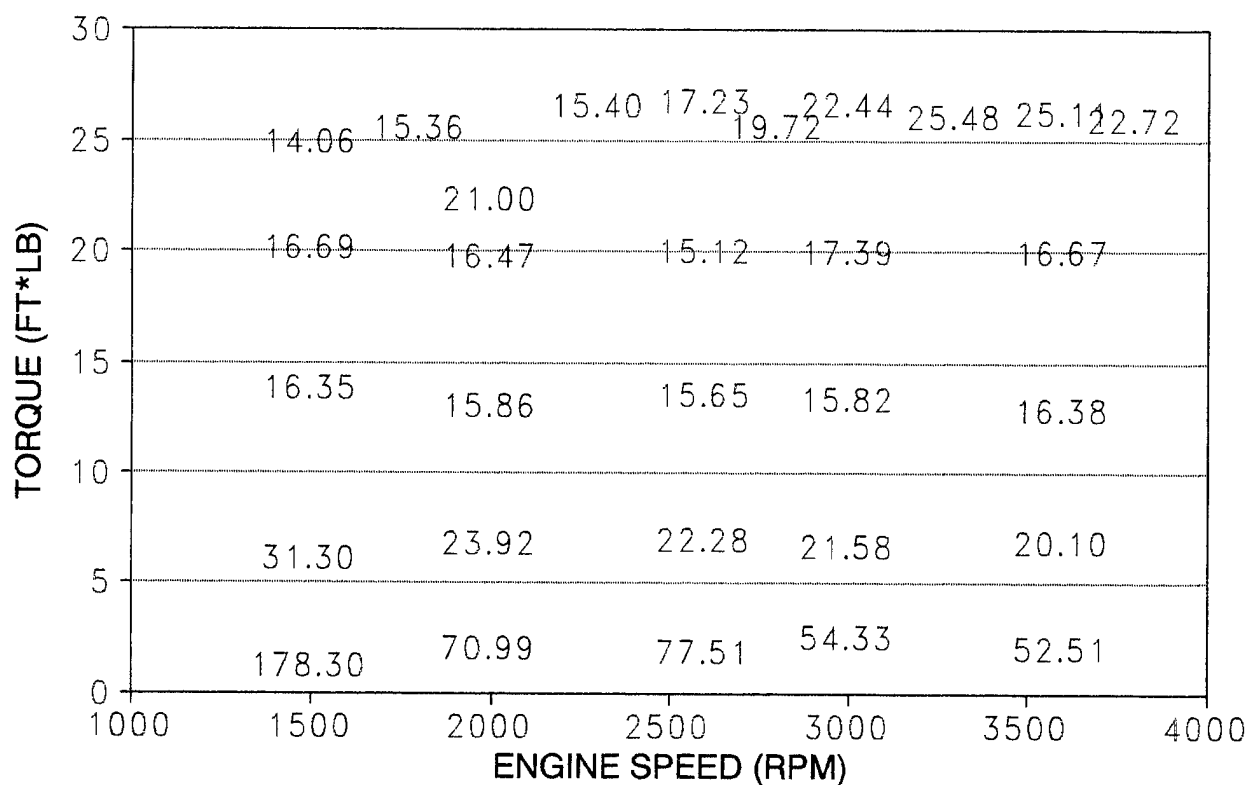 30
15.40 17.23 22.44 25.48 25.11 22.72
15.36 19.72
25
14.06
21.00
20
16.69 16.47 15.12 17.39 16.67
TORQUE (FT*LB)
15
16.35 15.86 15.65 15.82 16.38
10
31.30 23.92 22.28 21.58 20.10
5
178.30 70.99 77.51 54.33 52.51
0
1000 1500 2000 2500 3000 3500 4000
ENGINE SPEED (RPM)